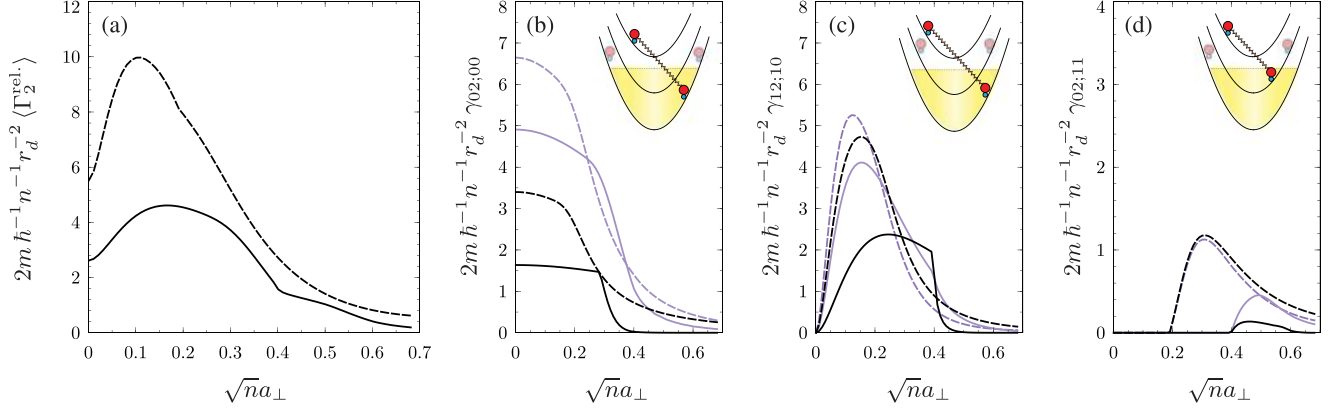 (a)
2m ℏ⁻¹n⁻¹r_d⁻² ⟨Γ₂^rel.⟩
12
10
8
6
4
2
0
0 0.1 0.2 0.3 0.4 0.5 0.6 0.7
√n a⊥
(b)
2m ℏ⁻¹n⁻¹r_d⁻² γ₀₂;₀₀
8
7
6
5
4
3
2
1
0
0 0.2 0.4 0.6
√n a⊥
(c)
2m ℏ⁻¹n⁻¹r_d⁻² γ₁₂;₁₀
8
7
6
5
4
3
2
1
0
0 0.2 0.4 0.6
√n a⊥
(d)
2m ℏ⁻¹n⁻¹r_d⁻² γ₀₂;₁₁
4
3
2
1
0
0 0.2 0.4 0.6
√n a⊥